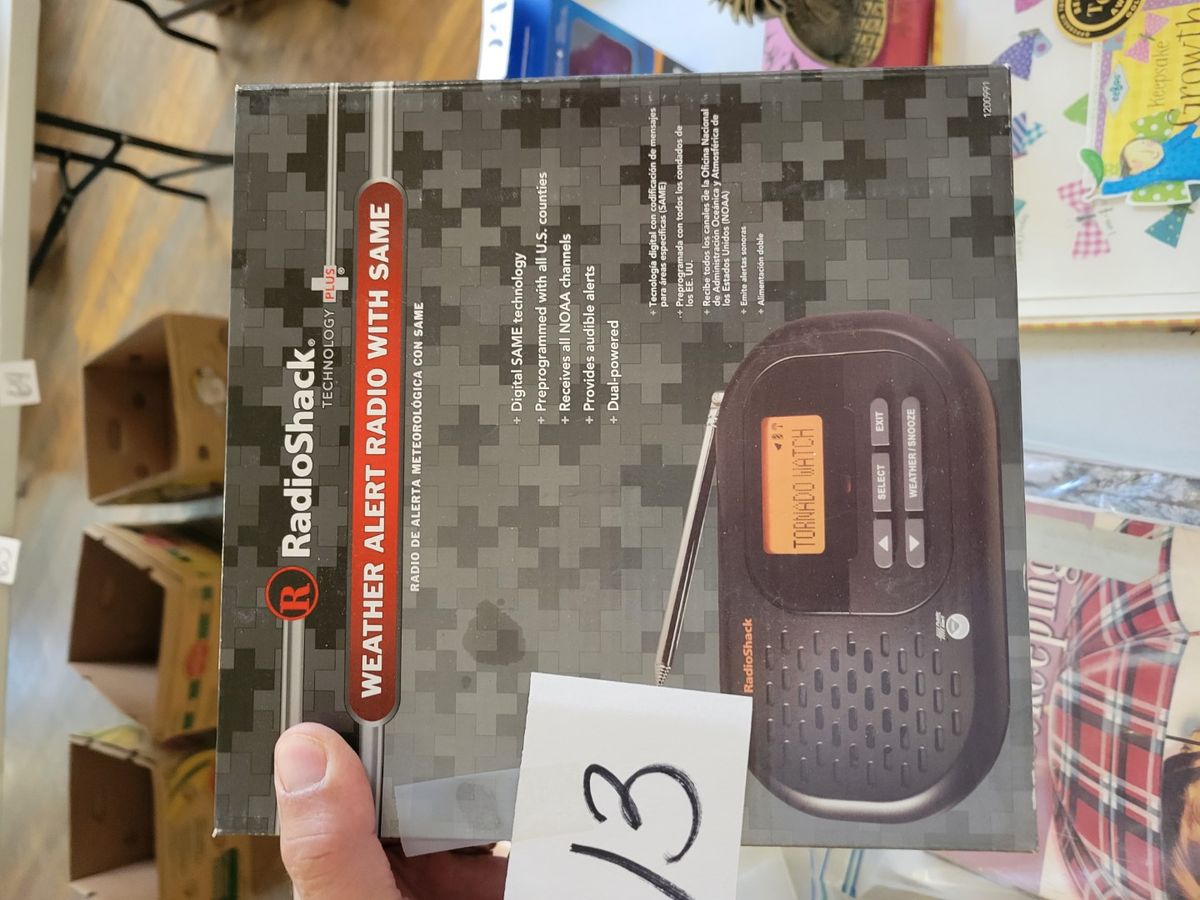 R RadioShack®
TECHNOLOGY PLUS®
WEATHER ALERT RADIO WITH SAME
RADIO DE ALERTA METEOROLÓGICA CON SAME
+ Digital SAME technology
+ Preprogrammed with all U.S. counties
+ Receives all NOAA channels
+ Provides audible alerts
+ Dual-powered
+ Tecnología digital con codificación de mensajes
para áreas específicas (SAME)
+ Preprogramada con todos los condados de
los EE. UU.
+ Recibe todos los canales de la Oficina Nacional
de Administración Oceánica y Atmosférica de
los Estados Unidos (NOAA)
+ Emite alertas sonoras
+ Alimentación doble
RadioShack
TORNADO WATCH
SELECT
EXIT
WEATHER / SNOOZE
1200991
13
Keepsake
Growth
eeping